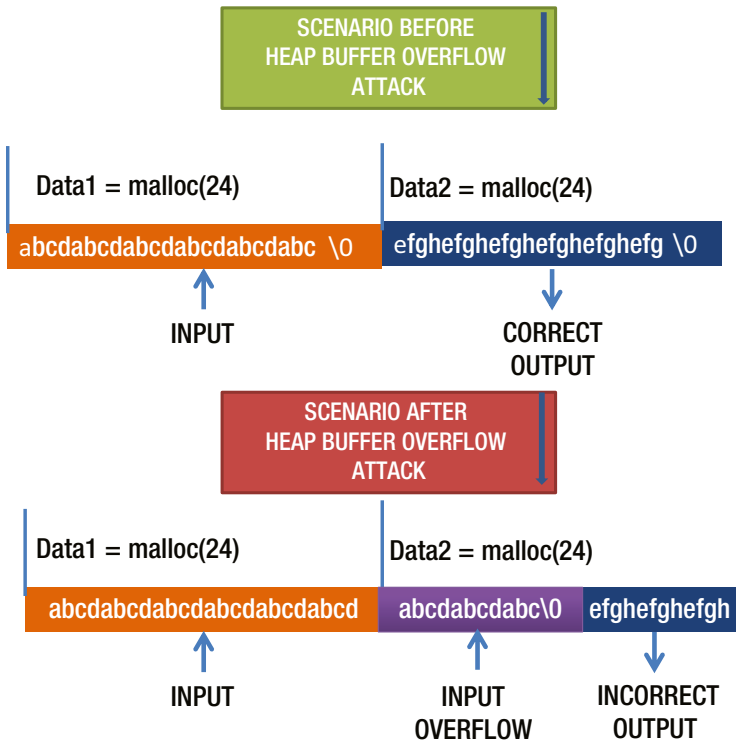 SCENARIO BEFORE
HEAP BUFFER OVERFLOW
ATTACK
Data1 = malloc(24)
Data2 = malloc(24)
abcdabcdabcdabcdabcdabc \0
efghefghefghefghefghefg \0
INPUT
CORRECT
OUTPUT
SCENARIO AFTER
HEAP BUFFER OVERFLOW
ATTACK
Data1 = malloc(24)
Data2 = malloc(24)
abcdabcdabcdabcdabcdabcd
abcdabcdabc\0
efghefghefgh
INPUT
INPUT
OVERFLOW
INCORRECT
OUTPUT